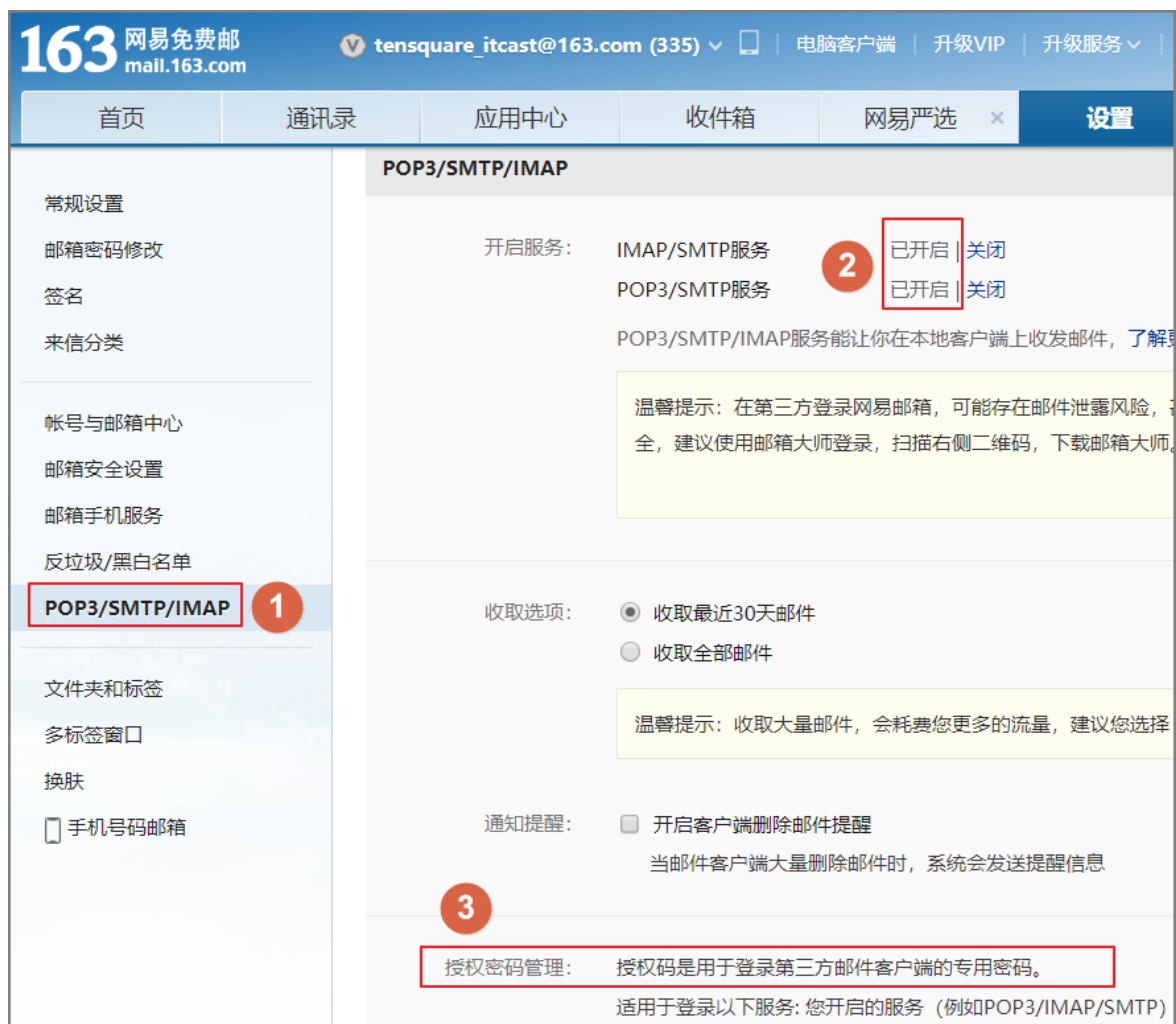 163 网易免费邮
mail.163.com
V tensquare_itcast@163.com (335) | 电脑客户端 | 升级VIP | 升级服务 |
首页 通讯录 应用中心 收件箱 网易严选 × 设置
POP3/SMTP/IMAP
常规设置
邮箱密码修改
签名
来信分类
帐号与邮箱中心
邮箱安全设置
邮箱手机服务
反垃圾/黑白名单
POP3/SMTP/IMAP 1
文件夹和标签
多标签窗口
换肤
手机号码邮箱
开启服务: IMAP/SMTP服务 2 已开启 | 关闭
POP3/SMTP服务 已开启 | 关闭
POP3/SMTP/IMAP服务能让你在本地客户端上收发邮件，了解
温馨提示：在第三方登录网易邮箱，可能存在邮件泄露风险，
全，建议使用邮箱大师登录，扫描右侧二维码，下载邮箱大师。
收取选项: 收取最近30天邮件
收取全部邮件
温馨提示：收取大量邮件，会耗费您更多的流量，建议您选择
通知提醒: 开启客户端删除邮件提醒
当邮件客户端大量删除邮件时，系统会发送提醒信息
3
授权密码管理: 授权码是用于登录第三方邮件客户端的专用密码。
适用于登录以下服务: 您开启的服务（例如POP3/IMAP/SMTP）